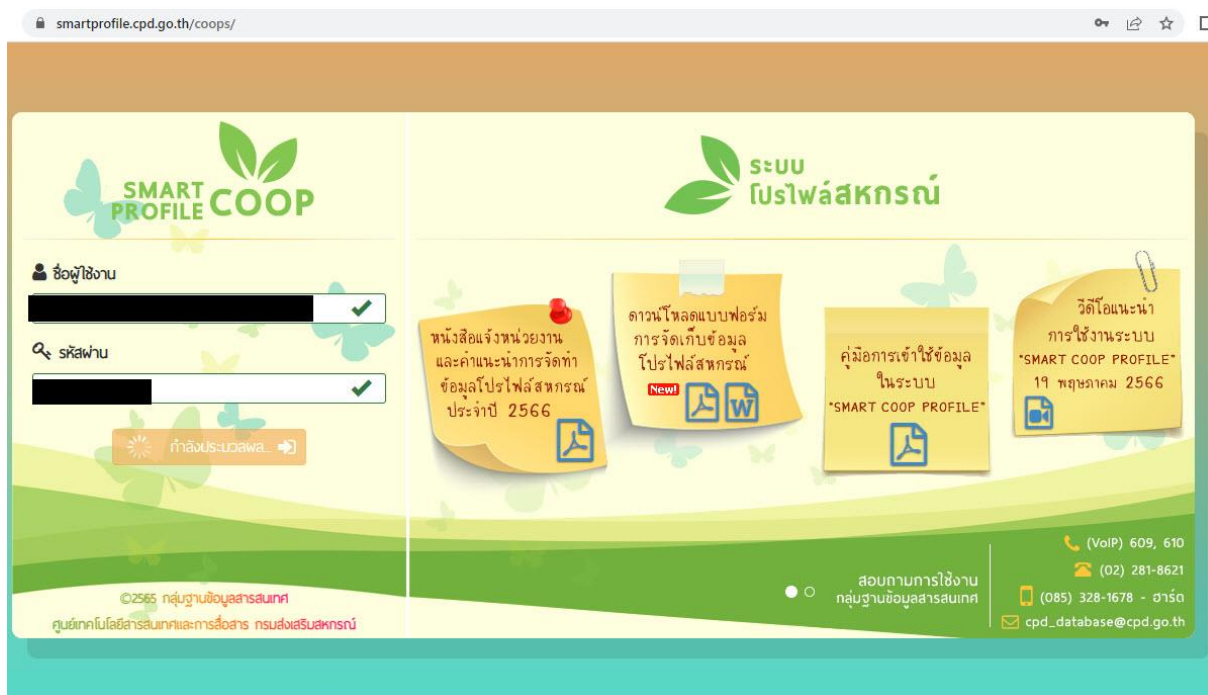 smartprofile.cpd.go.th/coops/
SMART
PROFILE COOP
ชื่อผู้ใช้งาน
รหัสผ่าน
กำลังประมวลผล...
©2565 กลุ่มฐานข้อมูลสารสนเทศ
ศูนย์เทคโนโลยีสารสนเทศและการสื่อสาร กรมส่งเสริมสหกรณ์
ระบบ
โปรไฟล์สหกรณ์
หนังสือแจ้งหน่วยงาน
และคำแนะนำการจัดทำ
ข้อมูลโปรไฟล์สหกรณ์
ประจำปี 2566
ดาวน์โหลดแบบฟอร์ม
การจัดเก็บข้อมูล
โปรไฟล์สหกรณ์
New!
W
คู่มือการเข้าใช้ข้อมูล
ในระบบ
"SMART COOP PROFILE"
วีดีโอแนะนำ
การใช้งานระบบ
"SMART COOP PROFILE"
19 พฤษภาคม 2566
สอบถามการใช้งาน
กลุ่มฐานข้อมูลสารสนเทศ
(VoIP) 609, 610
(02) 281-8621
(085) 328-1678 - ฮาร์ด
cpd_database@cpd.go.th